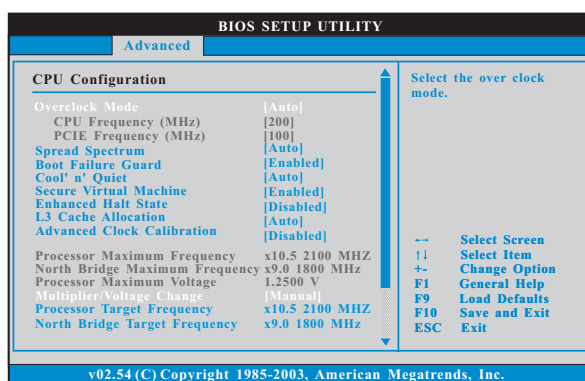 BIOS SETUP UTILITY
Advanced
CPU Configuration
Overclock Mode [Auto]
CPU Frequency (MHz) [200]
PCIE Frequency (MHz) [100]
Spread Spectrum [Auto]
Boot Failure Guard [Enabled]
Cool' n' Quiet [Auto]
Secure Virtual Machine [Enabled]
Enhanced Halt State [Disabled]
L3 Cache Allocation [Auto]
Advanced Clock Calibration [Disabled]
Processor Maximum Frequency x10.5 2100 MHZ
North Bridge Maximum Frequency x9.0 1800 MHz
Processor Maximum Voltage 1.2500 V
Multiplier/Voltage Change [Manual]
Processor Target Frequency x10.5 2100 MHZ
North Bridge Target Frequency x9.0 1800 MHz
Select the over clock
mode.
←→ Select Screen
↑↓ Select Item
+- Change Option
F1 General Help
F9 Load Defaults
F10 Save and Exit
ESC Exit
v02.54 (C) Copyright 1985-2003, American Megatrends, Inc.